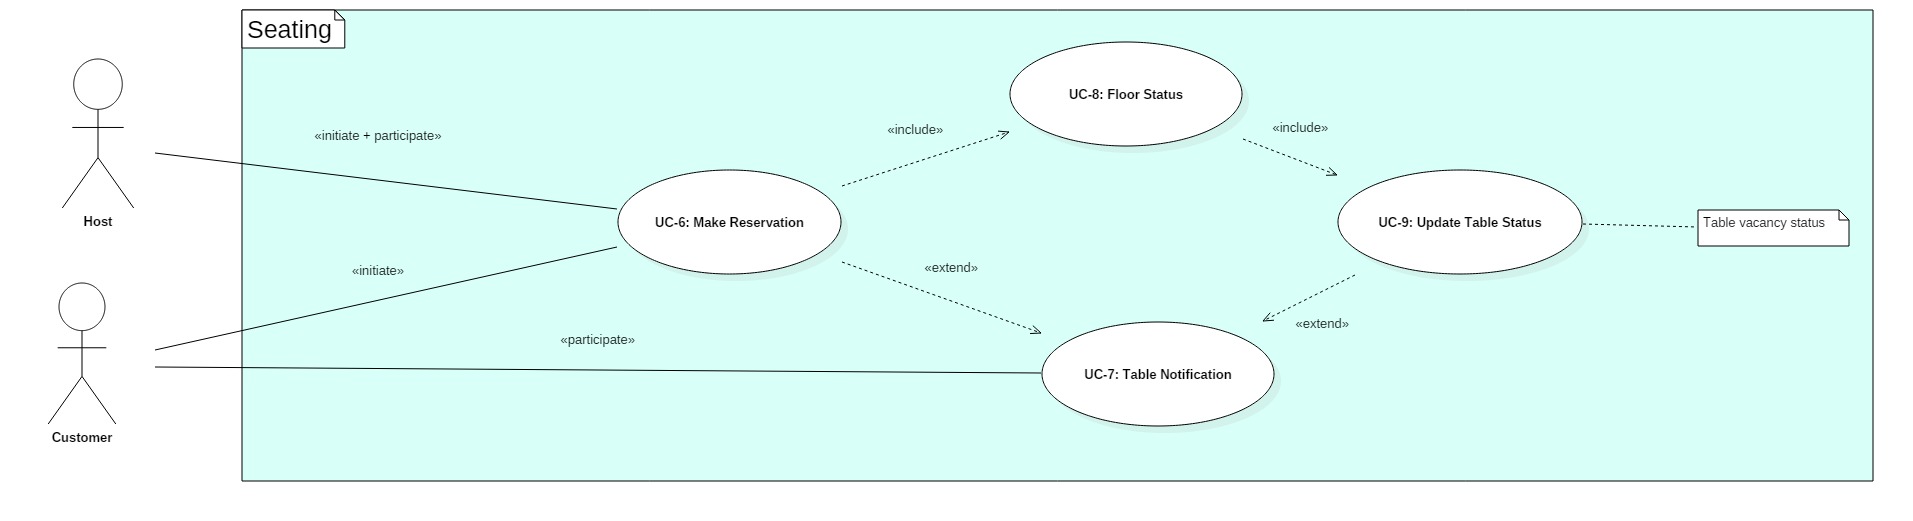 Seating
UC-8: Floor Status
«include»
«include»
«initiate + participate»
Host
UC-6: Make Reservation
UC-9: Update Table Status
Table vacancy status
«initiate»
«extend»
«extend»
«participate»
UC-7: Table Notification
Customer